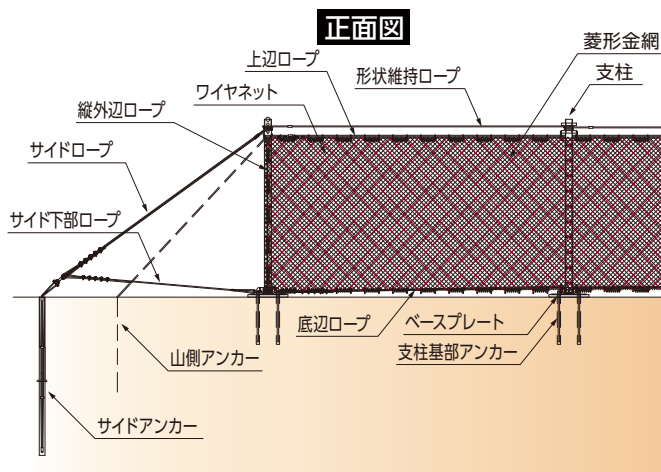 正面図
菱形金網
上辺ロープ
形状維持ロープ
支柱
ワイヤネット
縦外辺ロープ
サイドロープ
サイド下部ロープ
底辺ロープ
ベースプレート
山側アンカー
支柱基部アンカー
サイドアンカー